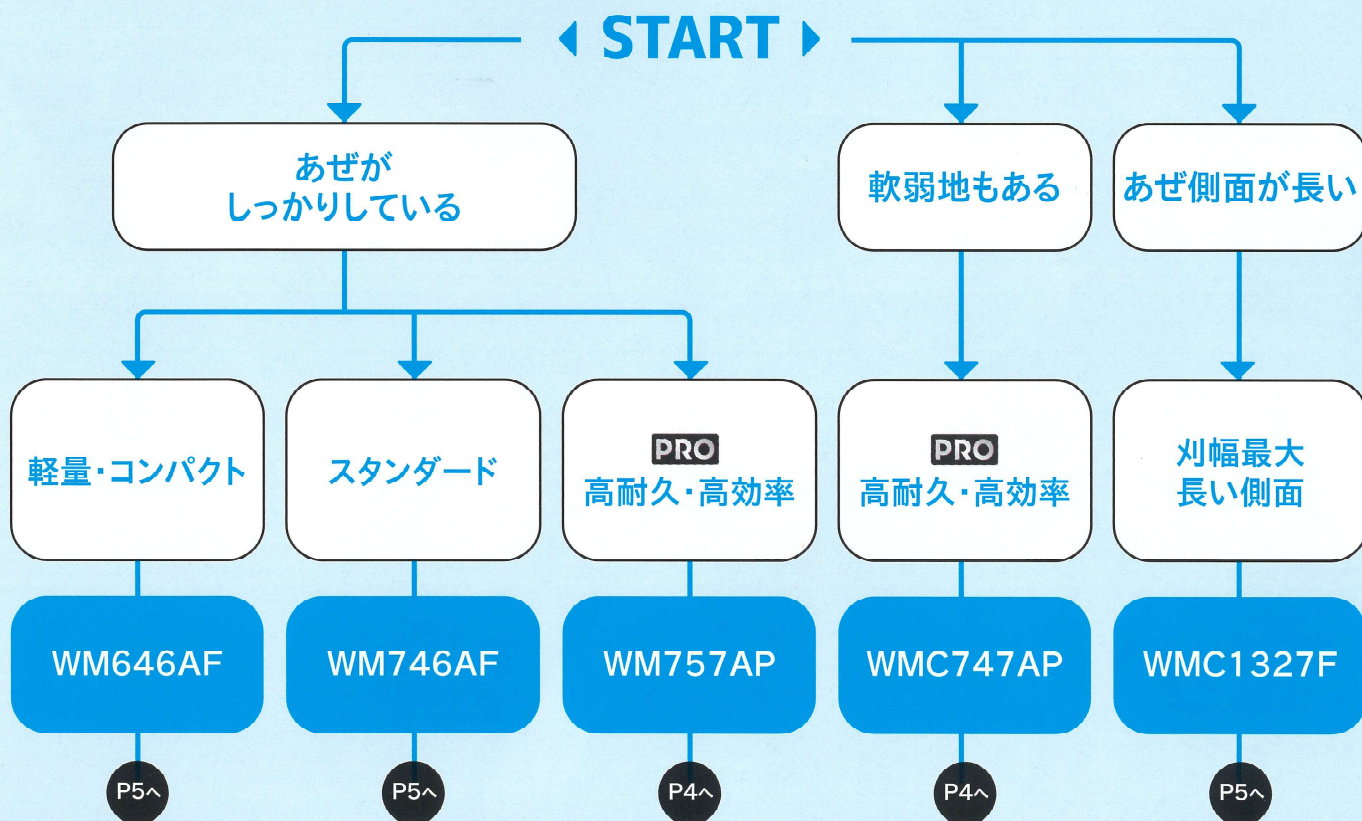 START
あぜが
しっかりしている
軟弱地もある
あぜ側面が長い
軽量・コンパクト
スタンダード
PRO
高耐久・高効率
PRO
高耐久・高効率
刈幅最大
長い側面
WM646AF
WM746AF
WM757AP
WMC747AP
WMC1327F
P5へ
P5へ
P4へ
P4へ
P5へ